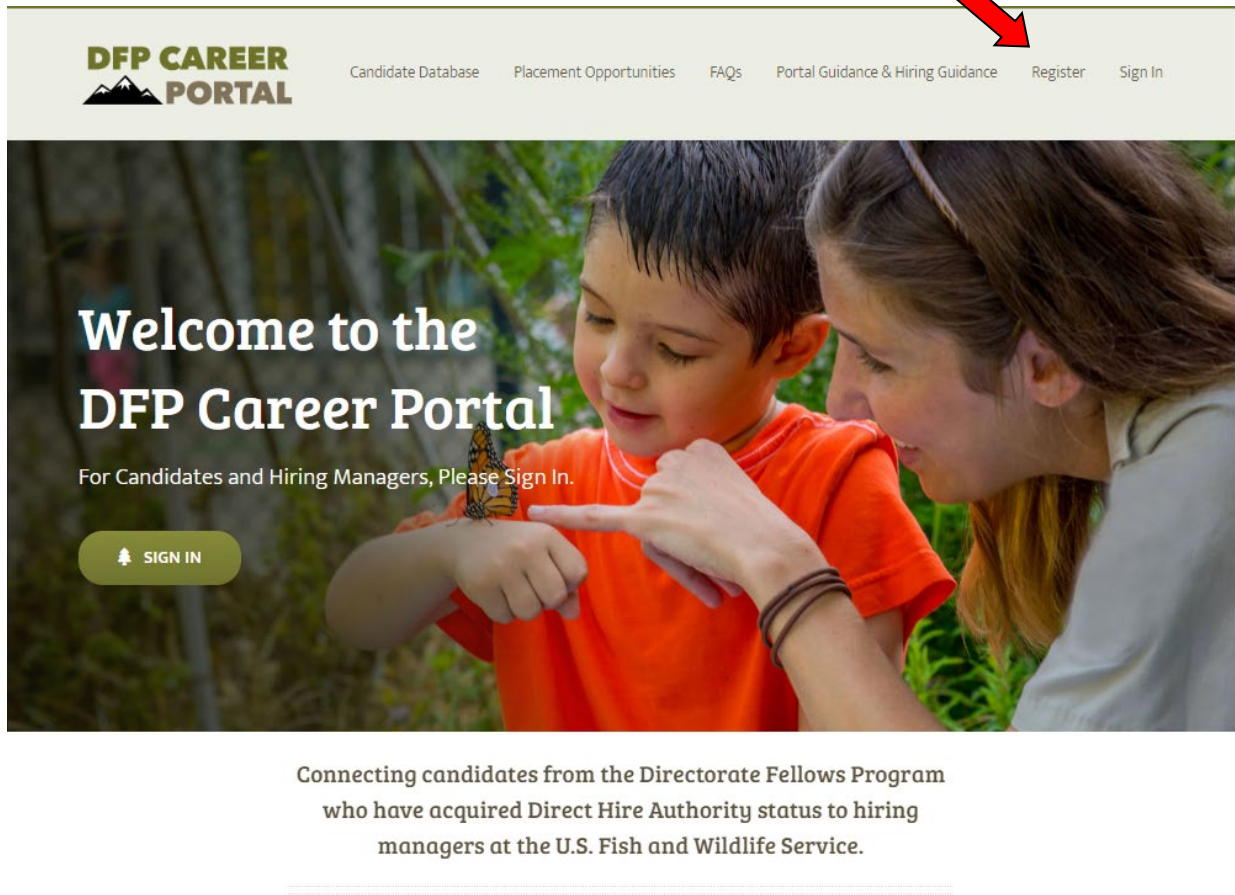 DFP CAREER
PORTAL
Candidate Database Placement Opportunities FAQs Portal Guidance & Hiring Guidance Register Sign In
Welcome to the
DFP Career Portal
For Candidates and Hiring Managers, Please Sign In.
SIGN IN
Connecting candidates from the Directorate Fellows Program
who have acquired Direct Hire Authority status to hiring
managers at the U.S. Fish and Wildlife Service.